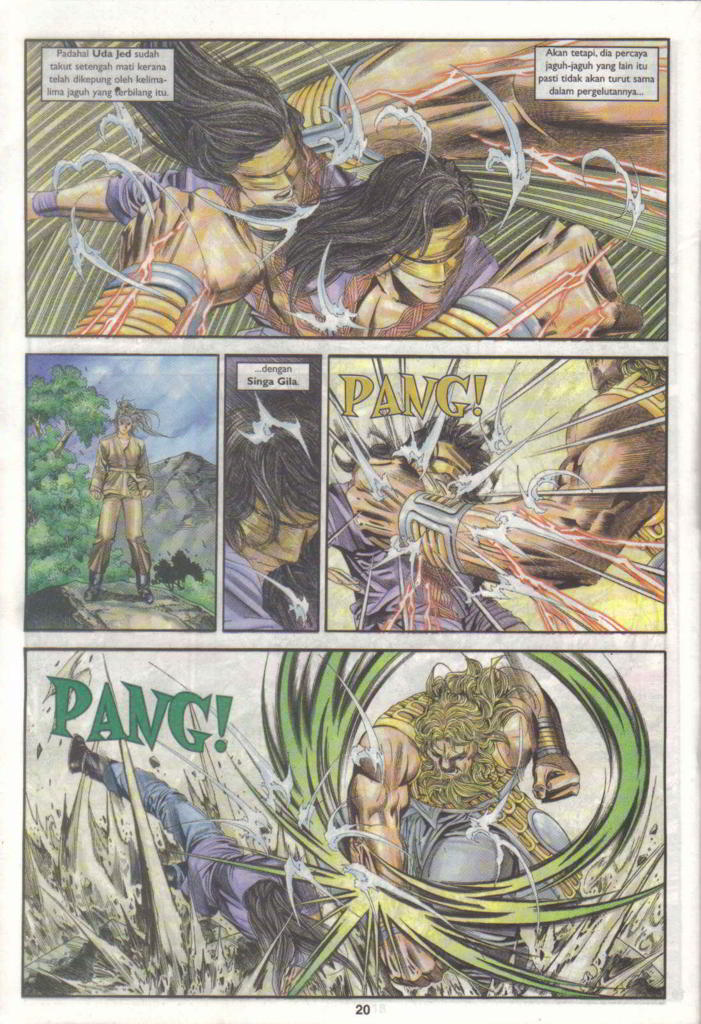 Padahal Uda Jed sudah
takut setengah mati kerana
telah dikepung oleh kelima-
lima jaguh yang terbilang itu.
Akan tetapi, dia percaya
jaguh-jaguh yang lain itu
pasti tidak akan turut sama
dalam pergelutannya...
...dengan
Singa Gila.
PANG!
PANG!
20